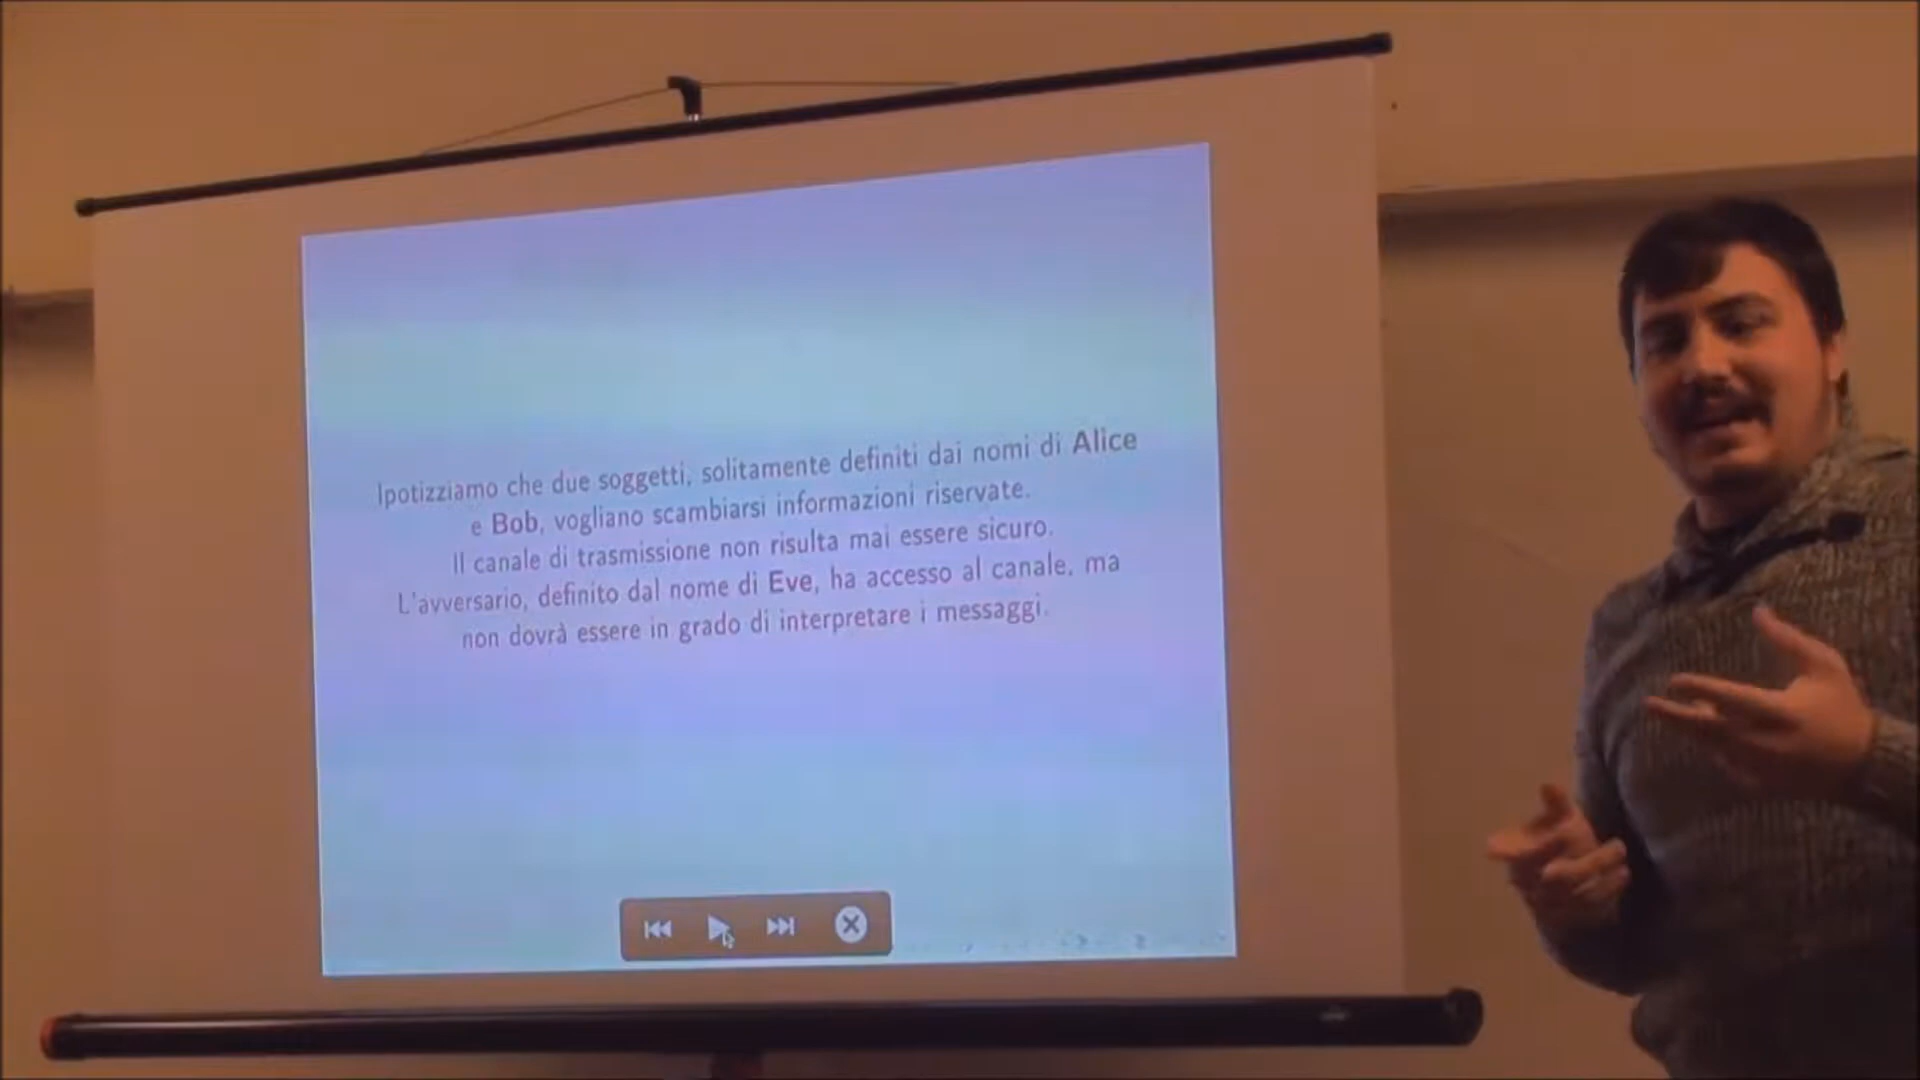 Ipotizziamo che due soggetti, solitamente definiti dai nomi di Alice
e Bob, vogliano scambiarsi informazioni riservate.
Il canale di trasmissione non risulta mai essere sicuro.
L'avversario, definito dal nome di Eve, ha accesso al canale, ma
non dovrà essere in grado di interpretare i messaggi.